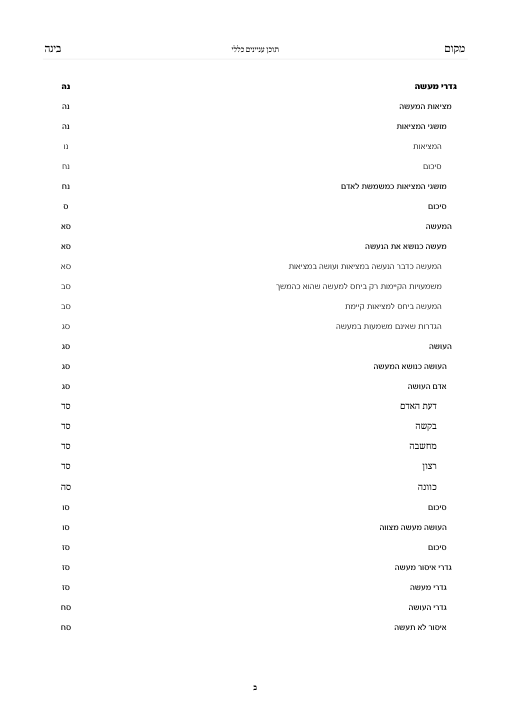 מקום תוכן עניינים כללי בינה
גדרי מעשה נה
מציאות המעשה נה
מושגי המציאות נה
המציאות נו
סיכום נח
מושגי המציאות כמשמשת לאדם נח
סיכום ס
המעשה סא
מעשה כנושא את הנעשה סא
המעשה כדבר הנעשה במציאות ועושה במציאות סא
משמעויות הקיימות רק ביחס למעשה שהוא כהמשך סב
המעשה ביחס למציאות קיימת סב
הגדרות שאינם משמעות במעשה סג
העושה סג
העושה כנושא המעשה סג
אדם העושה סג
דעת האדם סד
בקשה סד
מחשבה סד
רצון סד
כוונה סה
סיכום סו
העושה מעשה מצווה סו
סיכום סז
גדרי איסור מעשה סז
גדרי מעשה סז
גדרי העושה סח
איסור לא תעשה סח
ב